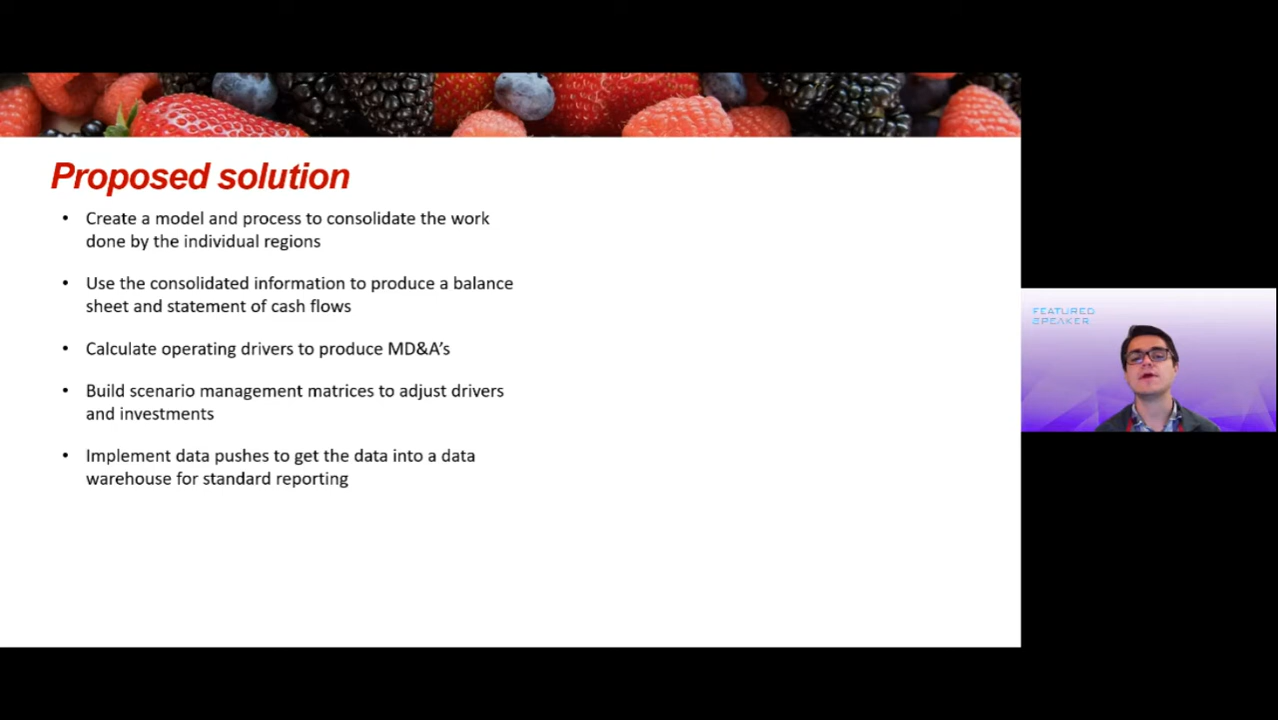 Proposed solution
• Create a model and process to consolidate the work
done by the individual regions
• Use the consolidated information to produce a balance
sheet and statement of cash flows
• Calculate operating drivers to produce MD&A’s
• Build scenario management matrices to adjust drivers
and investments
• Implement data pushes to get the data into a data
warehouse for standard reporting
FEATURED
SPEAKER